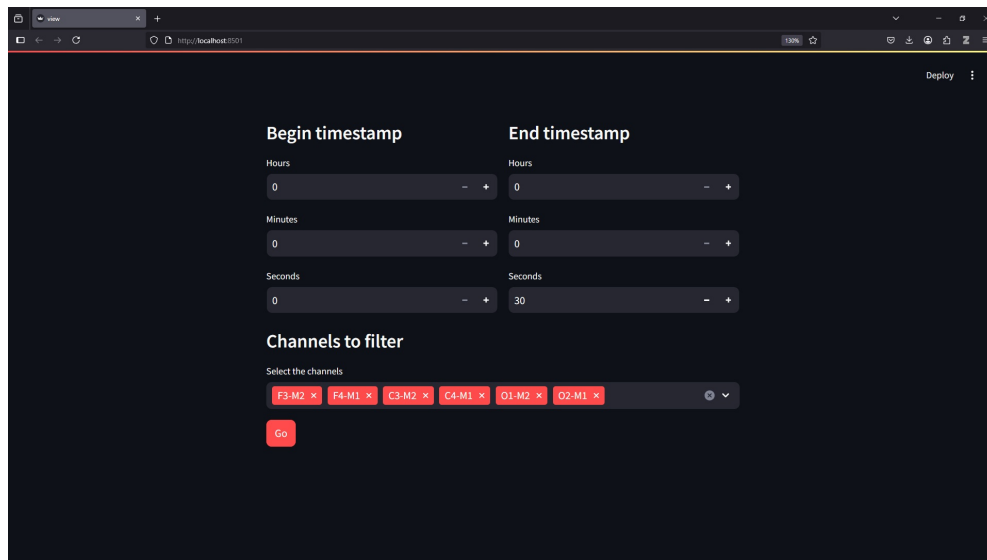 view
http://localhost:8501
130%
Deploy
Begin timestamp
End timestamp
Hours
Hours
0
0
Minutes
Minutes
0
0
Seconds
Seconds
0
30
Channels to filter
Select the channels
F3-M2 × F4-M1 × C3-M2 × C4-M1 × O1-M2 × O2-M1 ×
Go